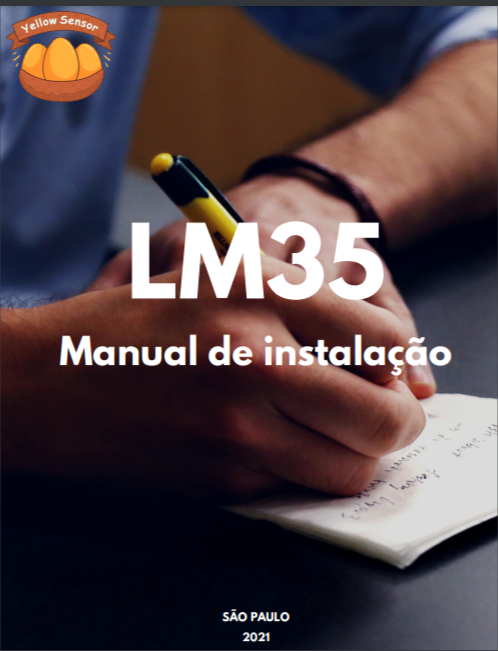 Yellow Sensor
LM35
Manual de instalação
SÃO PAULO
2021